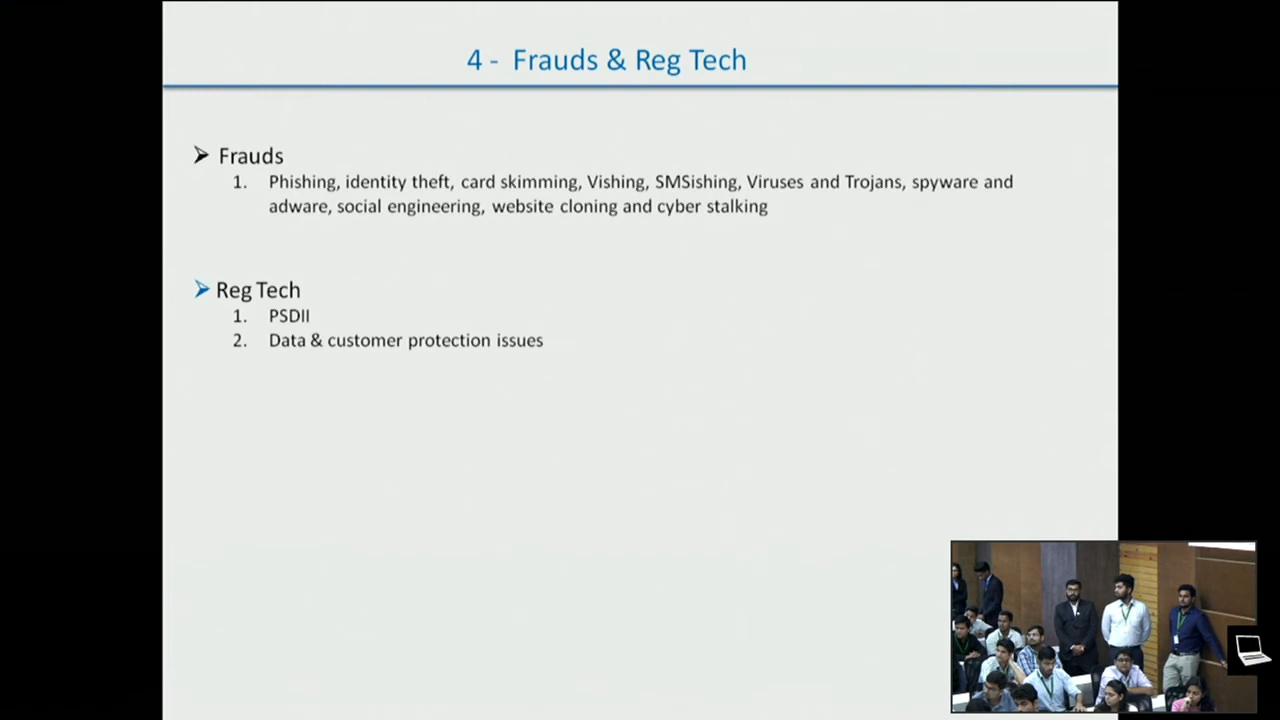 4 - Frauds & Reg Tech
➢ Frauds
1. Phishing, identity theft, card skimming, Vishing, SMSishing, Viruses and Trojans, spyware and
adware, social engineering, website cloning and cyber stalking
➢ Reg Tech
1. PSDII
2. Data & customer protection issues